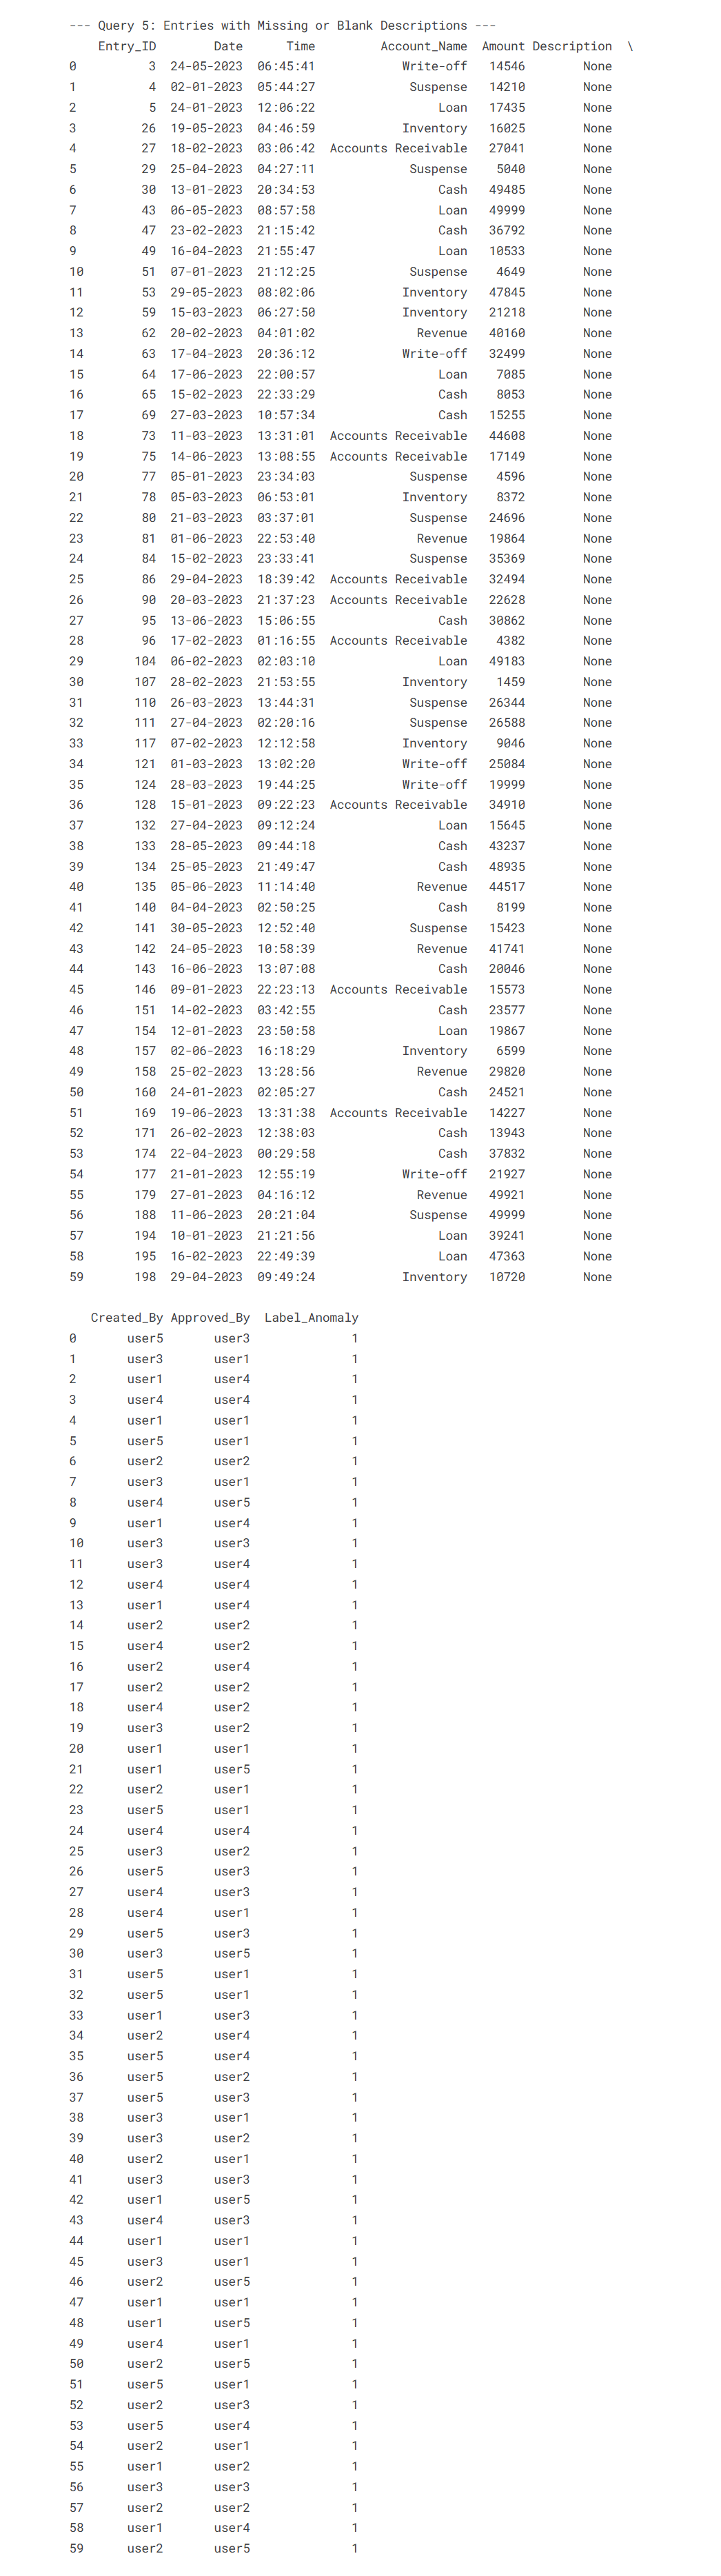 --- Query 5: Entries with Missing or Blank Descriptions ---
    Entry_ID        Date      Time         Account_Name  Amount Description  \
0          3  24-05-2023  06:45:41            Write-off   14546        None
1          4  02-01-2023  05:44:27             Suspense   14210        None
2          5  24-01-2023  12:06:22                 Loan   17435        None
3         26  19-05-2023  04:46:59            Inventory   16025        None
4         27  18-02-2023  03:06:42  Accounts Receivable   27041        None
5         29  25-04-2023  04:27:11             Suspense    5040        None
6         30  13-01-2023  20:34:53                 Cash   49485        None
7         43  06-05-2023  08:57:58                 Loan   49999        None
8         47  23-02-2023  21:15:42                 Cash   36792        None
9         49  16-04-2023  21:55:47                 Loan   10533        None
10        51  07-01-2023  21:12:25             Suspense    4649        None
11        53  29-05-2023  08:02:06            Inventory   47845        None
12        59  15-03-2023  06:27:50            Inventory   21218        None
13        62  20-02-2023  04:01:02              Revenue   40160        None
14        63  17-04-2023  20:36:12            Write-off   32499        None
15        64  17-06-2023  22:00:57                 Loan    7085        None
16        65  15-02-2023  22:33:29                 Cash    8053        None
17        69  27-03-2023  10:57:34                 Cash   15255        None
18        73  11-03-2023  13:31:01  Accounts Receivable   44608        None
19        75  14-06-2023  13:08:55  Accounts Receivable   17149        None
20        77  05-01-2023  23:34:03             Suspense    4596        None
21        78  05-03-2023  06:53:01            Inventory    8372        None
22        80  21-03-2023  03:37:01             Suspense   24696        None
23        81  01-06-2023  22:53:40              Revenue   19864        None
24        84  15-02-2023  23:33:41             Suspense   35369        None
25        86  29-04-2023  18:39:42  Accounts Receivable   32494        None
26        90  20-03-2023  21:37:23  Accounts Receivable   22628        None
27        95  13-06-2023  15:06:55                 Cash   30862        None
28        96  17-02-2023  01:16:55  Accounts Receivable    4382        None
29       104  06-02-2023  02:03:10                 Loan   49183        None
30       107  28-02-2023  21:53:55            Inventory    1459        None
31       110  26-03-2023  13:44:31             Suspense   26344        None
32       111  27-04-2023  02:20:16             Suspense   26588        None
33       117  07-02-2023  12:12:58            Inventory    9046        None
34       121  01-03-2023  13:02:20            Write-off   25084        None
35       124  28-03-2023  19:44:25            Write-off   19999        None
36       128  15-01-2023  09:22:23  Accounts Receivable   34910        None
37       132  27-04-2023  09:12:24                 Loan   15645        None
38       133  28-05-2023  09:44:18                 Cash   43237        None
39       134  25-05-2023  21:49:47                 Cash   48935        None
40       135  05-06-2023  11:14:40              Revenue   44517        None
41       140  04-04-2023  02:50:25                 Cash    8199        None
42       141  30-05-2023  12:52:40             Suspense   15423        None
43       142  24-05-2023  10:58:39              Revenue   41741        None
44       143  16-06-2023  13:07:08                 Cash   20046        None
45       146  09-01-2023  22:23:13  Accounts Receivable   15573        None
46       151  14-02-2023  03:42:55                 Cash   23577        None
47       154  12-01-2023  23:50:58                 Loan   19867        None
48       157  02-06-2023  16:18:29            Inventory    6599        None
49       158  25-02-2023  13:28:56              Revenue   29820        None
50       160  24-01-2023  02:05:27                 Cash   24521        None
51       169  19-06-2023  13:31:38  Accounts Receivable   14227        None
52       171  26-02-2023  12:38:03                 Cash   13943        None
53       174  22-04-2023  00:29:58                 Cash   37832        None
54       177  21-01-2023  12:55:19            Write-off   21927        None
55       179  27-01-2023  04:16:12              Revenue   49921        None
56       188  11-06-2023  20:21:04             Suspense   49999        None
57       194  10-01-2023  21:21:56                 Loan   39241        None
58       195  16-02-2023  22:49:39                 Loan   47363        None
59       198  29-04-2023  09:49:24            Inventory   10720        None

   Created_By Approved_By  Label_Anomaly
0       user5       user3              1
1       user3       user1              1
2       user1       user4              1
3       user4       user4              1
4       user1       user1              1
5       user5       user1              1
6       user2       user2              1
7       user3       user1              1
8       user4       user5              1
9       user1       user4              1
10      user3       user3              1
11      user3       user4              1
12      user4       user4              1
13      user1       user4              1
14      user2       user2              1
15      user4       user2              1
16      user2       user4              1
17      user2       user2              1
18      user4       user2              1
19      user3       user2              1
20      user1       user1              1
21      user1       user5              1
22      user2       user1              1
23      user5       user1              1
24      user4       user4              1
25      user3       user2              1
26      user5       user3              1
27      user4       user3              1
28      user4       user1              1
29      user5       user3              1
30      user3       user5              1
31      user5       user1              1
32      user5       user1              1
33      user1       user3              1
34      user2       user4              1
35      user5       user4              1
36      user5       user2              1
37      user5       user3              1
38      user3       user1              1
39      user3       user2              1
40      user2       user1              1
41      user3       user3              1
42      user1       user5              1
43      user4       user3              1
44      user1       user1              1
45      user3       user1              1
46      user2       user5              1
47      user1       user1              1
48      user1       user5              1
49      user4       user1              1
50      user2       user5              1
51      user5       user1              1
52      user2       user3              1
53      user5       user4              1
54      user2       user1              1
55      user1       user2              1
56      user3       user3              1
57      user2       user2              1
58      user1       user4              1
59      user2       user5              1